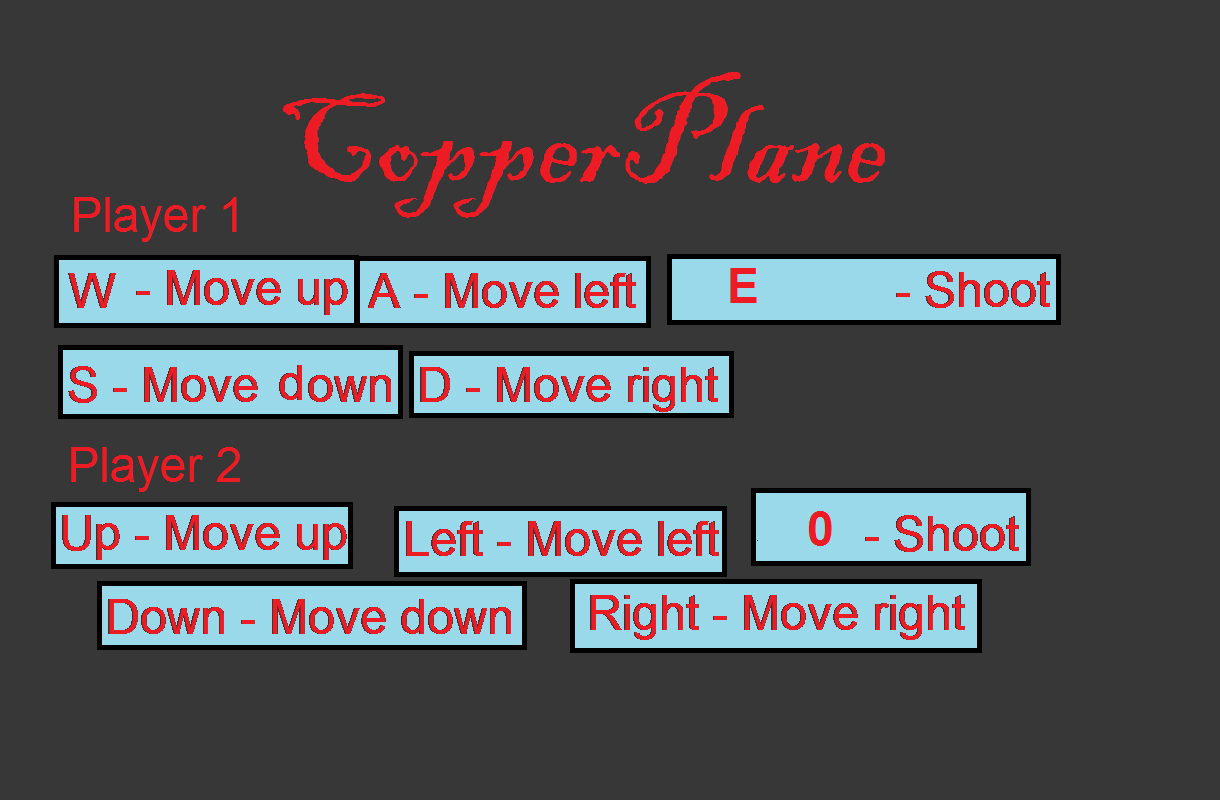 CopperPlane
Player 1
W - Move up A - Move left E - Shoot
S - Move down D - Move right
Player 2
Up - Move up Left - Move left 0 - Shoot
Down - Move down Right - Move right